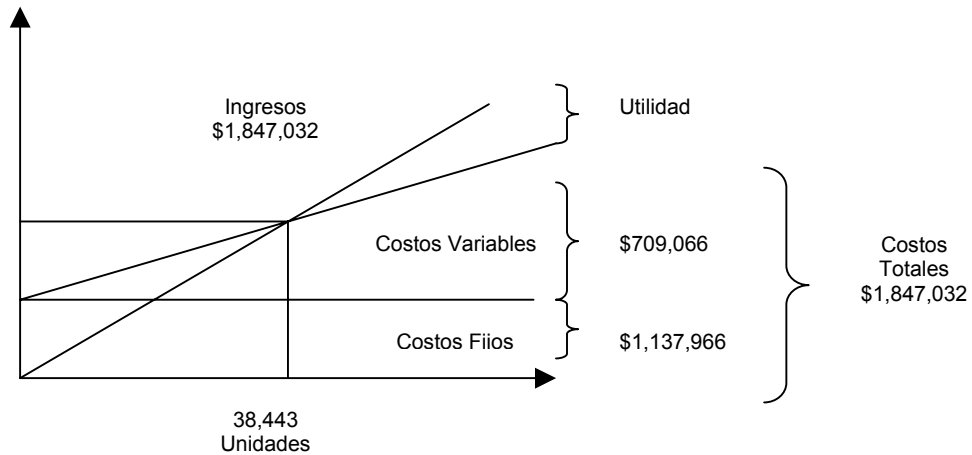 Ingresos
$1,847,032
Utilidad
Costos Variables
$709,066
Costos
Totales
$1,847,032
Costos Fiios
$1,137,966
38,443
Unidades